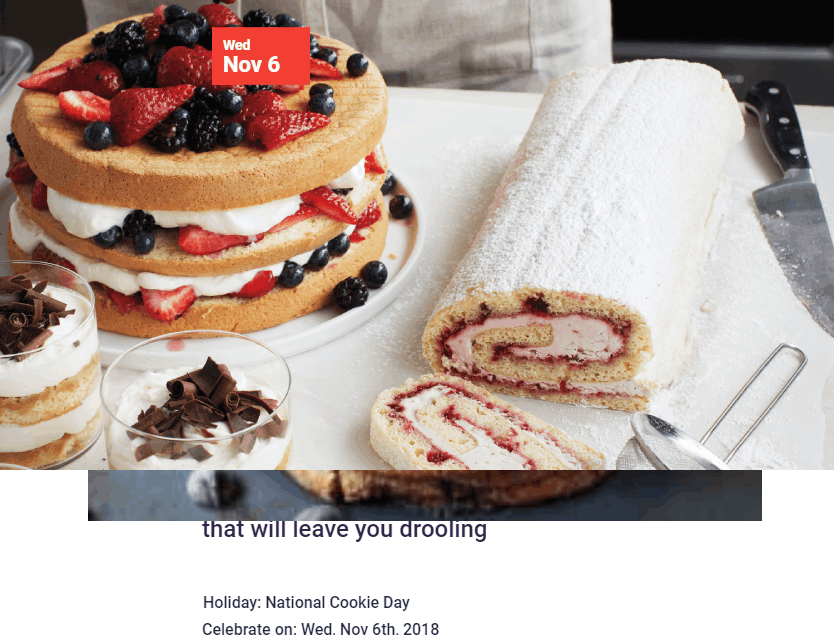 Wed
Nov 6
that will leave you drooling
Holiday: National Cookie Day
Celebrate on: Wed. Nov 6th. 2018